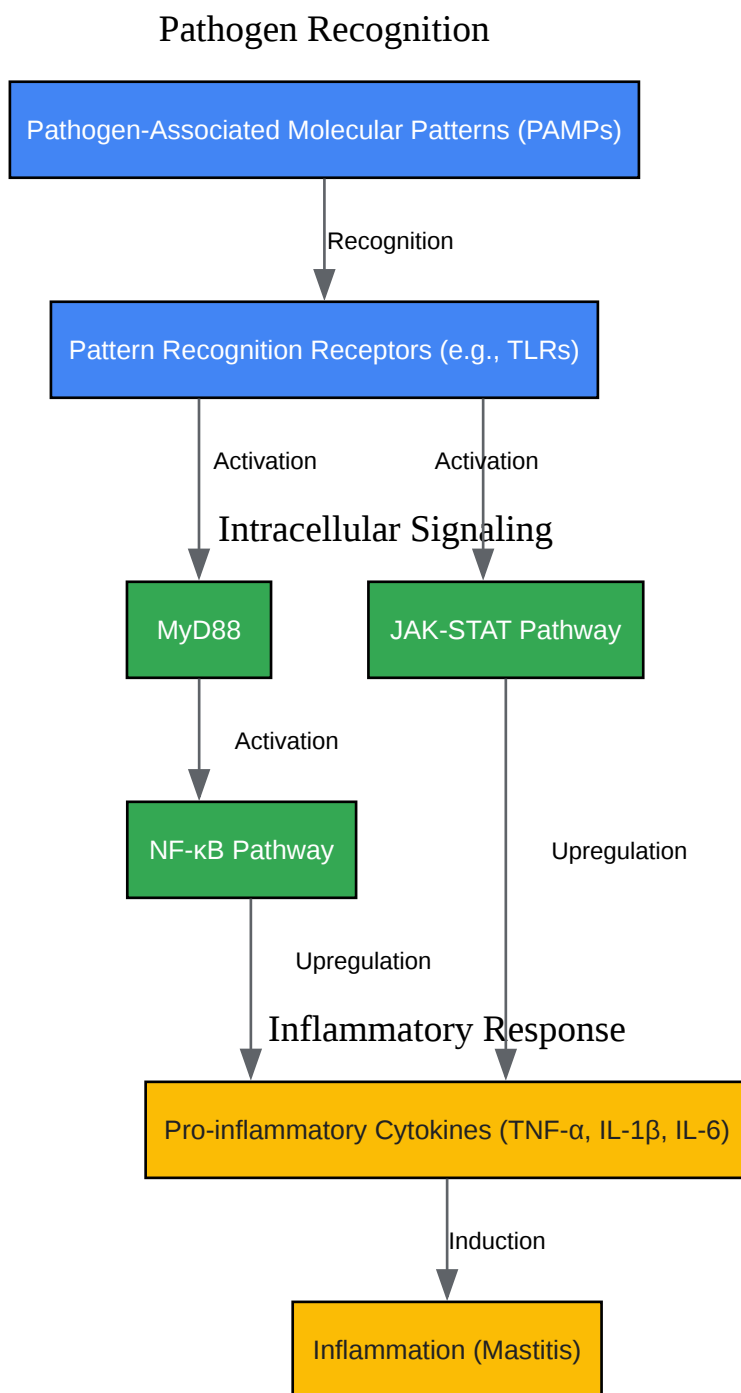 Pathogen Recognition
Pathogen-Associated Molecular Patterns (PAMPs)
Recognition
Pattern Recognition Receptors (e.g., TLRs)
Activation
Activation
Intracellular Signaling
MyD88
JAK-STAT Pathway
Activation
NF-κB Pathway
Upregulation
Upregulation
Inflammatory Response
Pro-inflammatory Cytokines (TNF-α, IL-1β, IL-6)
Induction
Inflammation (Mastitis)